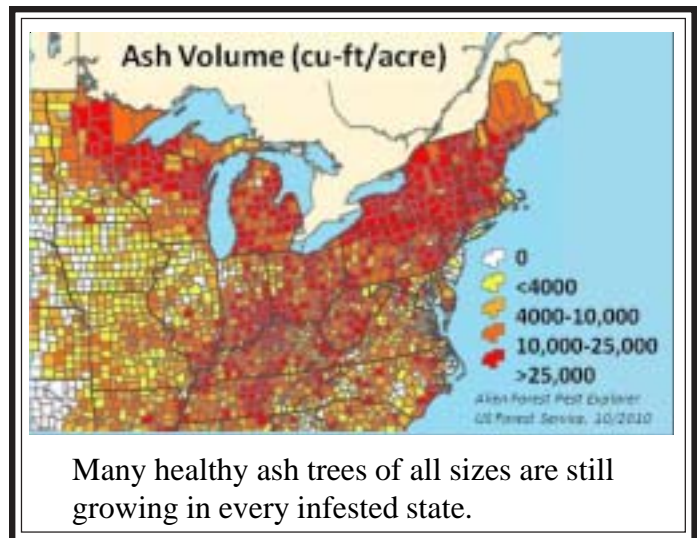 Ash Volume (cu-ft/acre)
0
<4000
4000-10,000
10,000-25,000
>25,000
Alien Forest Pest Explorer
US Forest Service, 10/2010
Many healthy ash trees of all sizes are still
growing in every infested state.